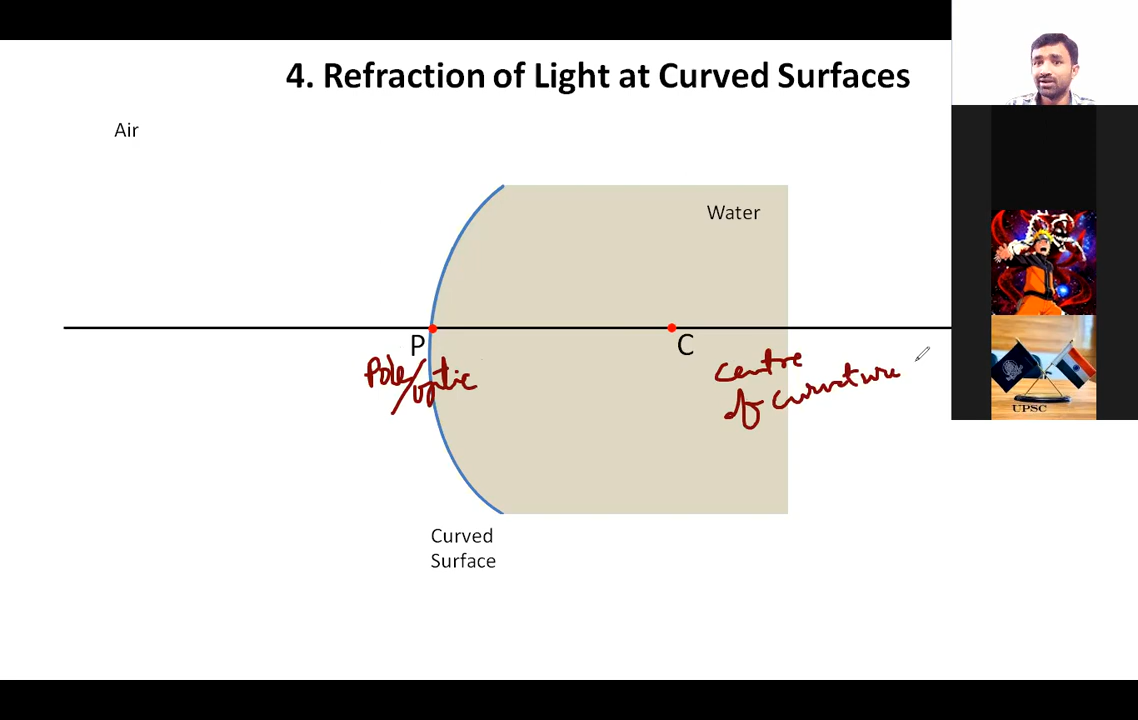 4. Refraction of Light at Curved Surfaces
Air
Water
P
C
Pole/optic
centre
of curvature
UPSC
Curved
Surface